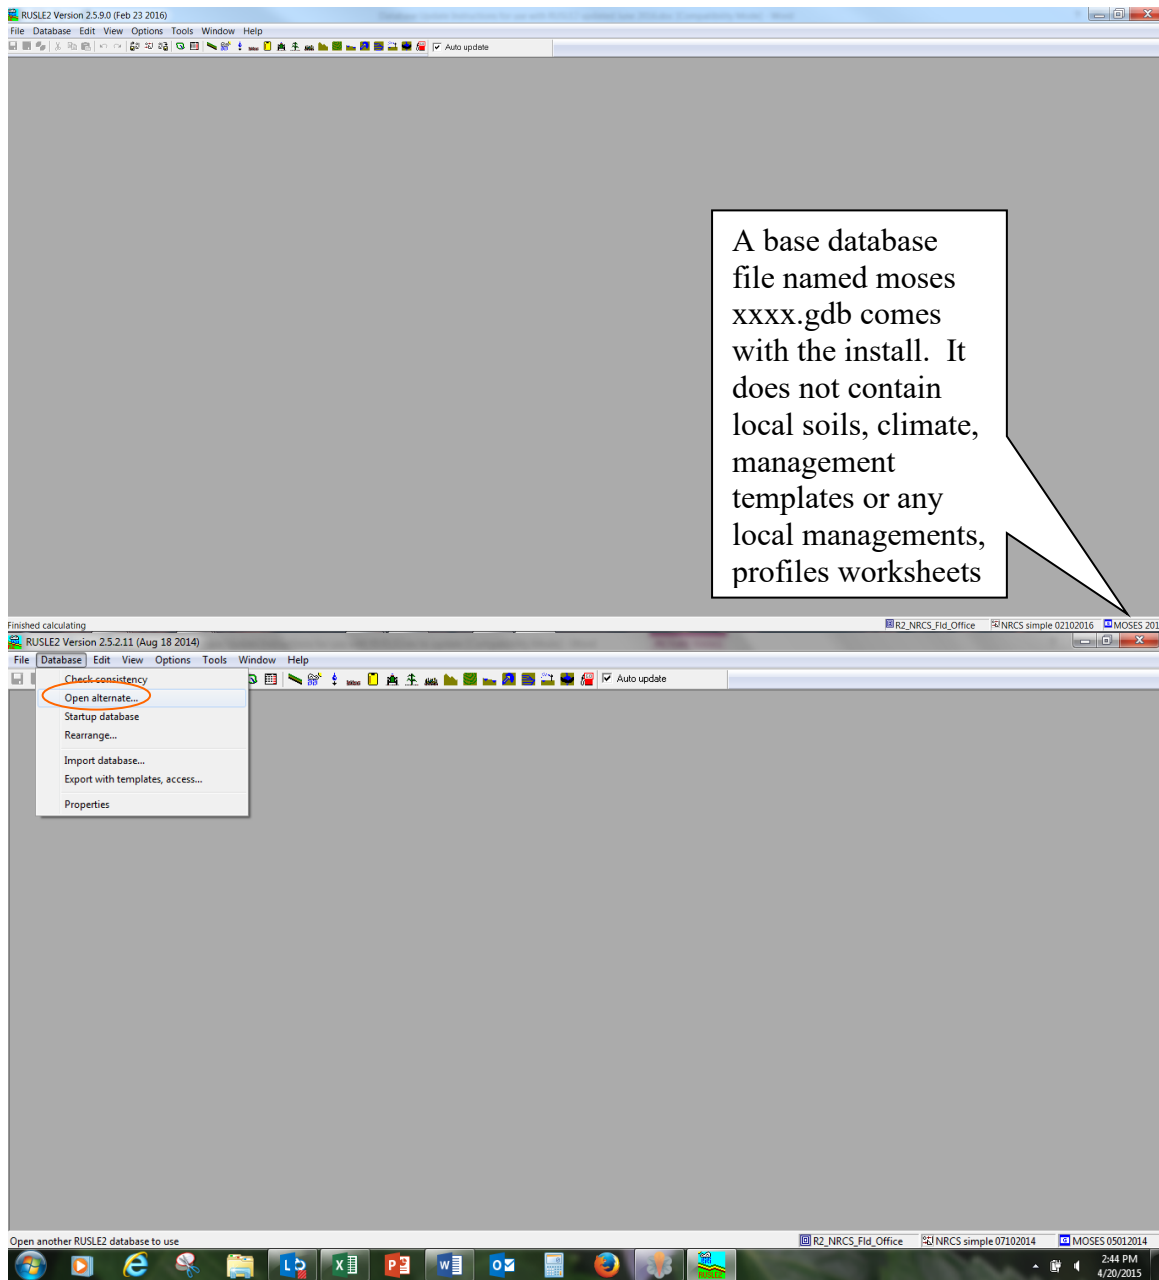 RUSLE2 Version 2.5.9.0 (Feb 23 2016)
File Database Edit View Options Tools Window Help
Auto update
A base database
file named moses
xxxx.gdb comes
with the install. It
does not contain
local soils, climate,
management
templates or any
local managements,
profiles worksheets
Finished calculating
R2_NRCS_Fld_Office NRCS simple 02102016 MOSES 201
RUSLE2 Version 2.5.2.11 (Aug 18 2014)
File Database Edit View Options Tools Window Help
Auto update
Check consistency
Open alternate...
Startup database
Rearrange...
Import database...
Export with templates, access...
Properties
Open another RUSLE2 database to use
R2_NRCS_Fld_Office NRCS simple 07102014 MOSES 05012014
2:44 PM
4/20/2015